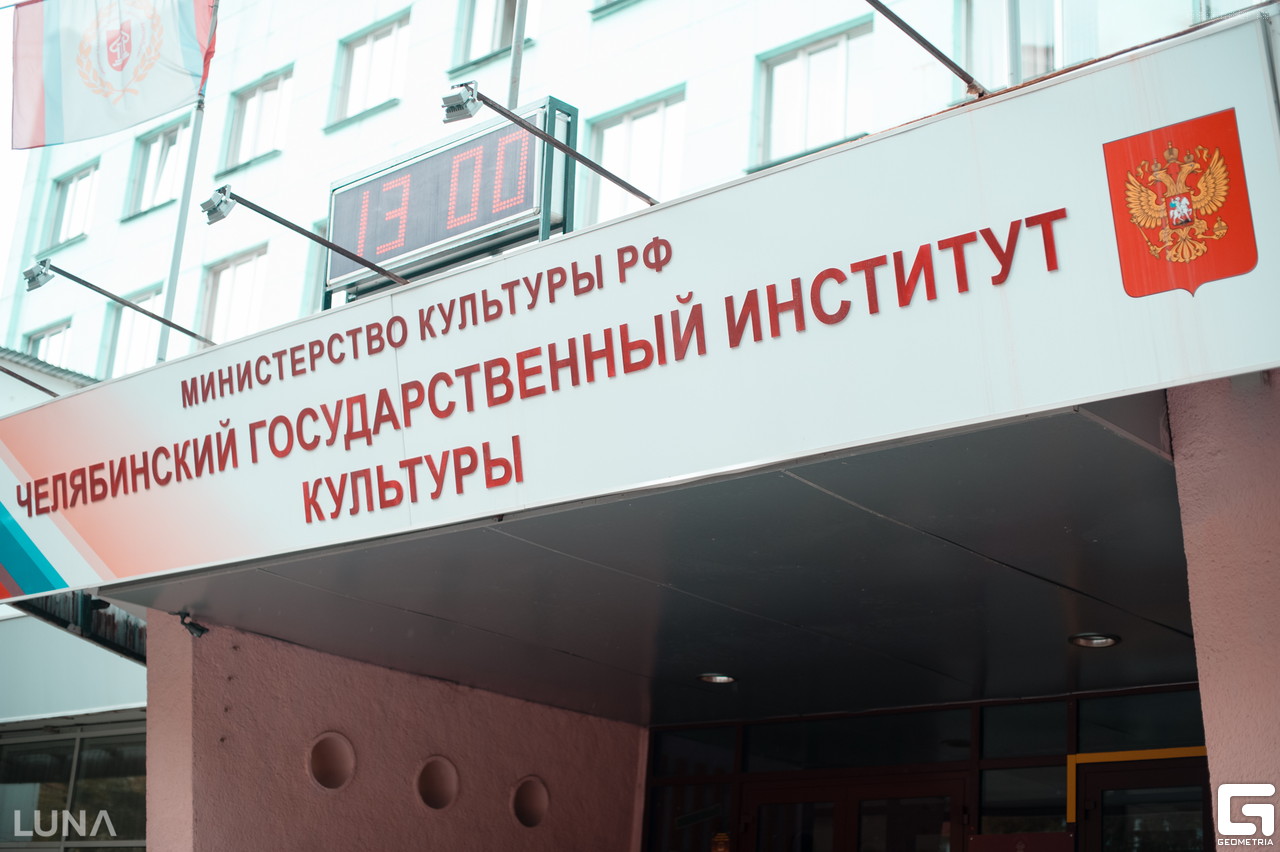 13 00
МИНИСТЕРСТВО КУЛЬТУРЫ РФ
ЧЕЛЯБИНСКИЙ ГОСУДАРСТВЕННЫЙ ИНСТИТУТ
КУЛЬТУРЫ
LUNA
GEOMETRIA